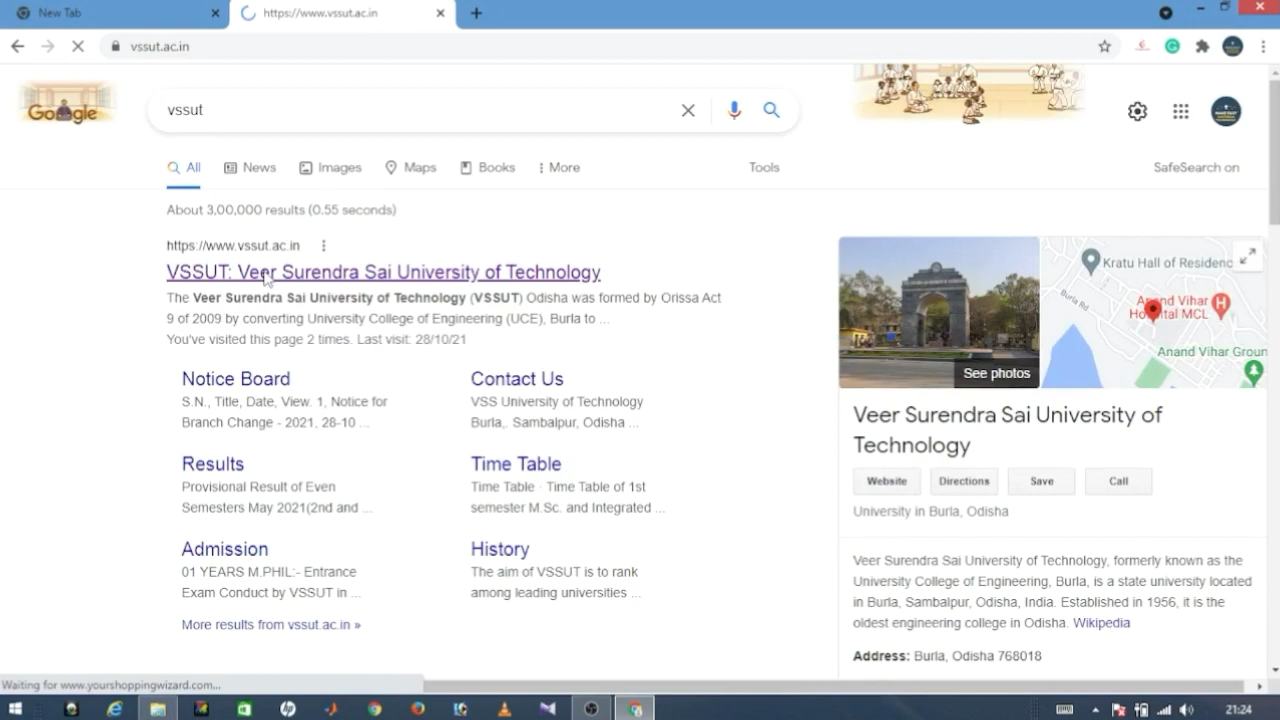 New Tab
https://www.vssut.ac.in
vssut.ac.in
Google
vssut
All
News
Images
Maps
Books
More
Tools
SafeSearch on
About 3,00,000 results (0.55 seconds)
https://www.vssut.ac.in
VSSUT: Veer Surendra Sai University of Technology
The Veer Surendra Sai University of Technology (VSSUT) Odisha was formed by Orissa Act
9 of 2009 by converting University College of Engineering (UCE), Burla to ...
You've visited this page 2 times. Last visit: 28/10/21
Notice Board
S.N., Title, Date, View. 1, Notice for
Branch Change - 2021, 28-10 ...
Contact Us
VSS University of Technology
Burla,. Sambalpur, Odisha ...
Results
Provisional Result of Even
Semesters May 2021(2nd and ...
Time Table
Time Table · Time Table of 1st
semester M.Sc. and Integrated ...
Admission
01 YEARS M.PHIL:- Entrance
Exam Conduct by VSSUT in ...
History
The aim of VSSUT is to rank
among leading universities ...
More results from vssut.ac.in »
See photos
Kratu Hall of Residenc
Burla Rd
Anand Vihar
Hospital MCL
Anand Vihar Groun
Veer Surendra Sai University of
Technology
Website
Directions
Save
Call
University in Burla, Odisha
Veer Surendra Sai University of Technology, formerly known as the
University College of Engineering, Burla, is a state university located
in Burla, Sambalpur, Odisha, India. Established in 1956, it is the
oldest engineering college in Odisha. Wikipedia
Address: Burla, Odisha 768018
Waiting for www.yourshoppingwizard.com...
21:24